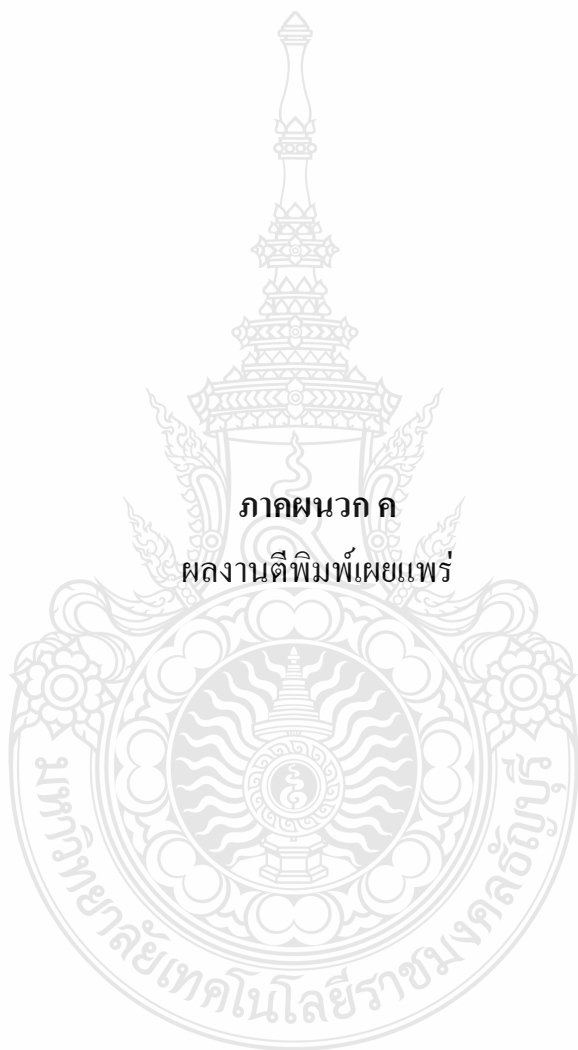 ภาคผนวก ค
ผลงานตีพิมพ์เผยแพร่
มหาวิทยาลัยเทคโนโลยีราชมงคลธัญบุรี